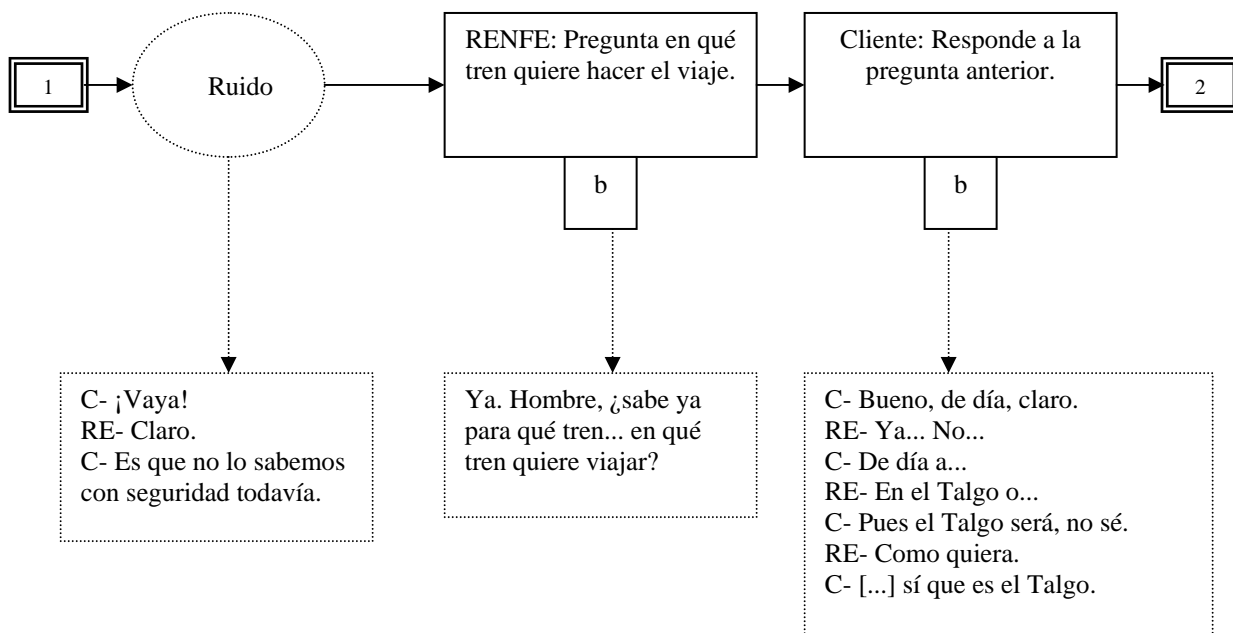 1
Ruido
RENFE: Pregunta en qué
tren quiere hacer el viaje.
Cliente: Responde a la
pregunta anterior.
2
b
b
C- ¡Vaya!
RE- Claro.
C- Es que no lo sabemos
con seguridad todavía.
Ya. Hombre, ¿sabe ya
para qué tren... en qué
tren quiere viajar?
C- Bueno, de día, claro.
RE- Ya... No...
C- De día a...
RE- En el Talgo o...
C- Pues el Talgo será, no sé.
RE- Como quiera.
C- [...] sí que es el Talgo.